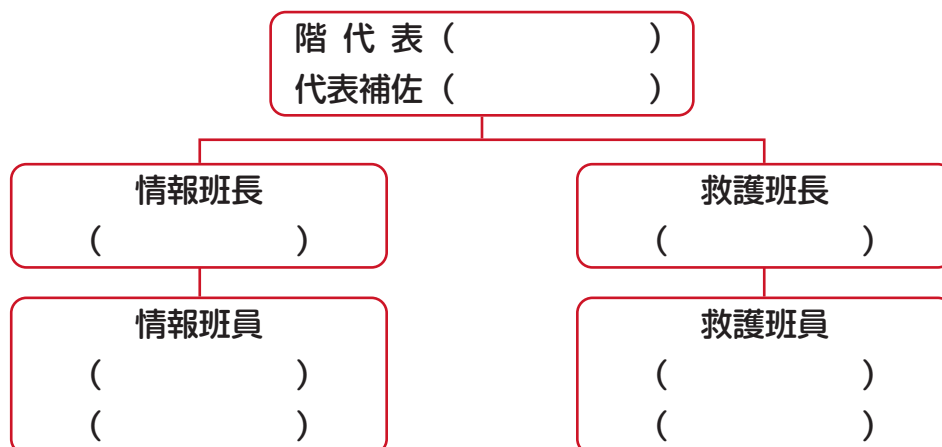 階 代 表 (                    )
代表補佐 (                    )
情報班長
(                    )
救護班長
(                    )
情報班員
(                    )
(                    )
救護班員
(                    )
(                    )